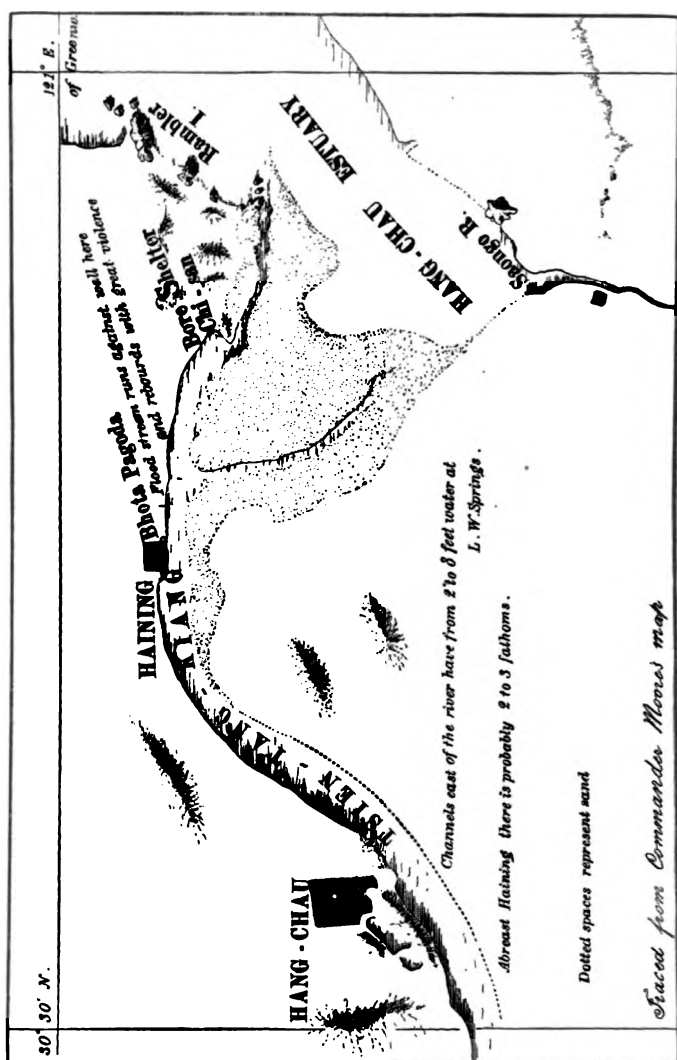 30° 30′ N.
121° E.
of Greenw.
Rambler
I.
Bore Shelter
Chi-san
Bhota Pagoda
Flood stream runs against wall here
and rebounds with great violence
HAINING
HANG-CHAU
TSIEN-TANG-KIANG
HANG-CHAU ESTUARY
Channels east of the river have from 2 to 8 feet water at
L. W. Springs.
Abreast Haining there is probably 2 to 3 fathoms.
Dotted spaces represent sand
Traced from Commander Moore's map